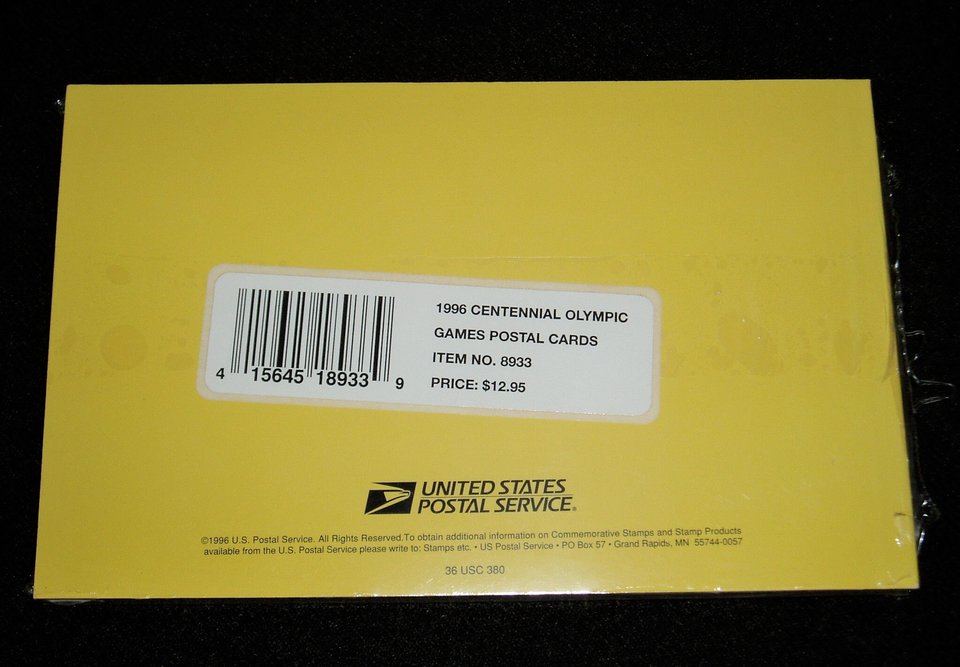 1996 CENTENNIAL OLYMPIC
GAMES POSTAL CARDS
ITEM NO. 8933
PRICE: $12.95
4 15645 18933 9
UNITED STATES
POSTAL SERVICE®
©1996 U.S. Postal Service. All Rights Reserved.To obtain additional information on Commemorative Stamps and Stamp Products
available from the U.S. Postal Service please write to: Stamps etc. • US Postal Service • PO Box 57 • Grand Rapids, MN 55744-0057
36 USC 380